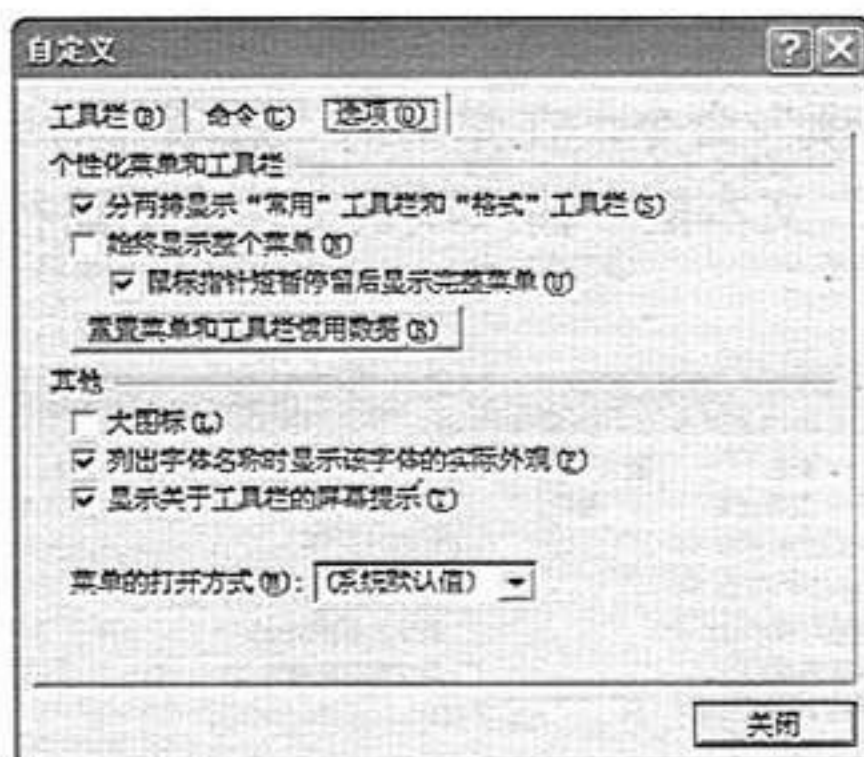 自定义
工具栏(B) 命令(C) 选项(O)
个性化菜单和工具栏
分两排显示“常用”工具栏和“格式”工具栏(S)
始终显示整个菜单(N)
鼠标指针短暂停留后显示完整菜单(U)
重置菜单和工具栏惯用数据(R)
其他
大图标(L)
列出字体名称时显示该字体的实际外观(F)
显示关于工具栏的屏幕提示(T)
菜单的打开方式(M): (系统默认值)
关闭